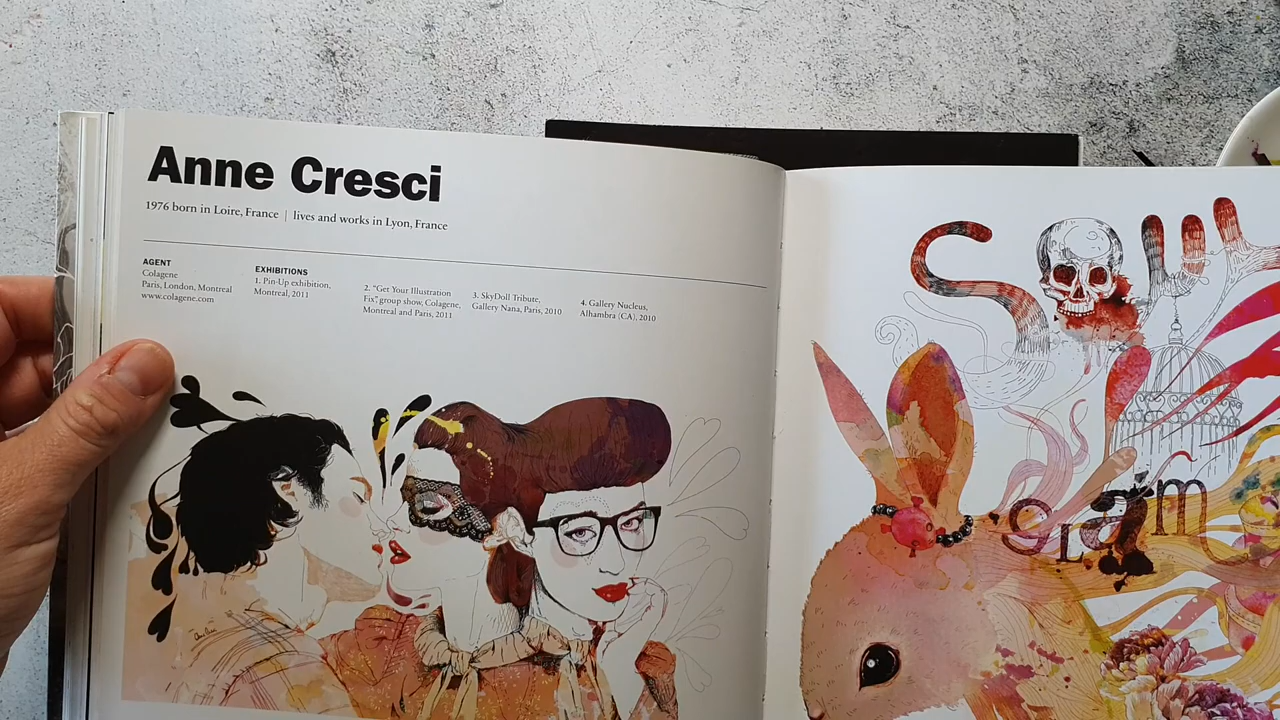 Anne Cresci
1976 born in Loire, France | lives and works in Lyon, France
AGENT
Colagene
Paris, London, Montreal
www.colagene.com
EXHIBITIONS
1. Pin-Up exhibition,
Montreal, 2011
2. "Get Your Illustration
Fix" group show, Colagene,
Montreal and Paris, 2011
3. SkyDoll Tribute,
Gallery Nana, Paris, 2010
4. Gallery Nucleus,
Alhambra (CA), 2010
gram